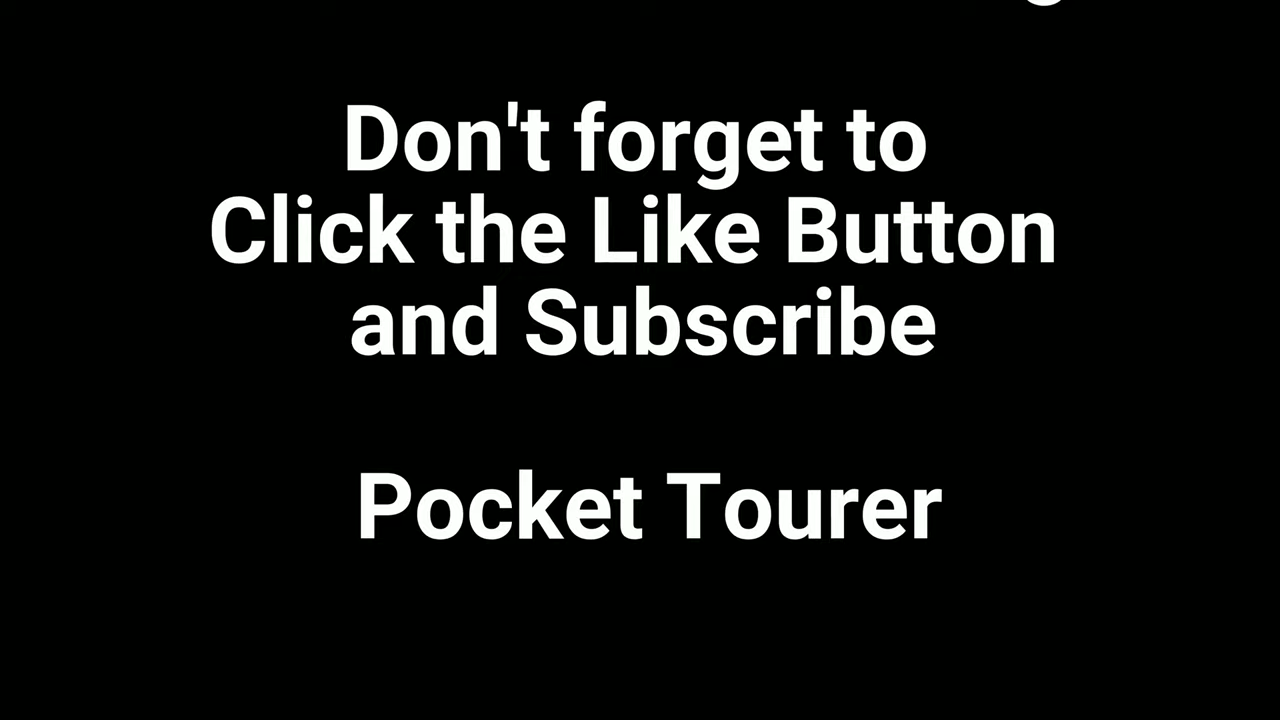 Don't forget to
Click the Like Button
and Subscribe
Pocket Tourer